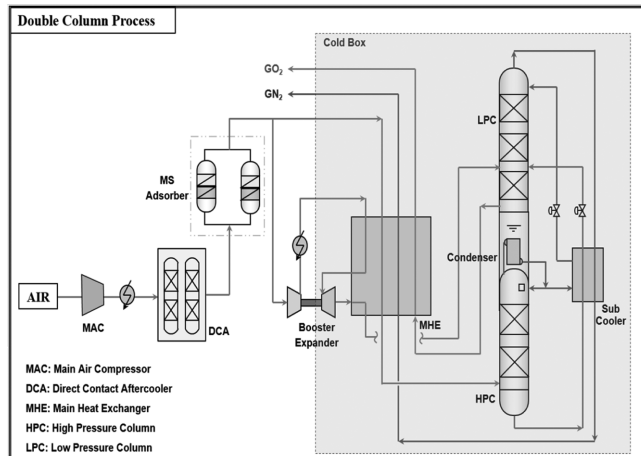 Double Column Process
Cold Box
GO₂
GN₂
LPC
MS
Adsorber
Condenser
AIR
MAC
DCA
Booster
Expander
MHE
Sub
Cooler
HPC
MAC: Main Air Compressor
DCA: Direct Contact Aftercooler
MHE: Main Heat Exchanger
HPC: High Pressure Column
LPC: Low Pressure Column